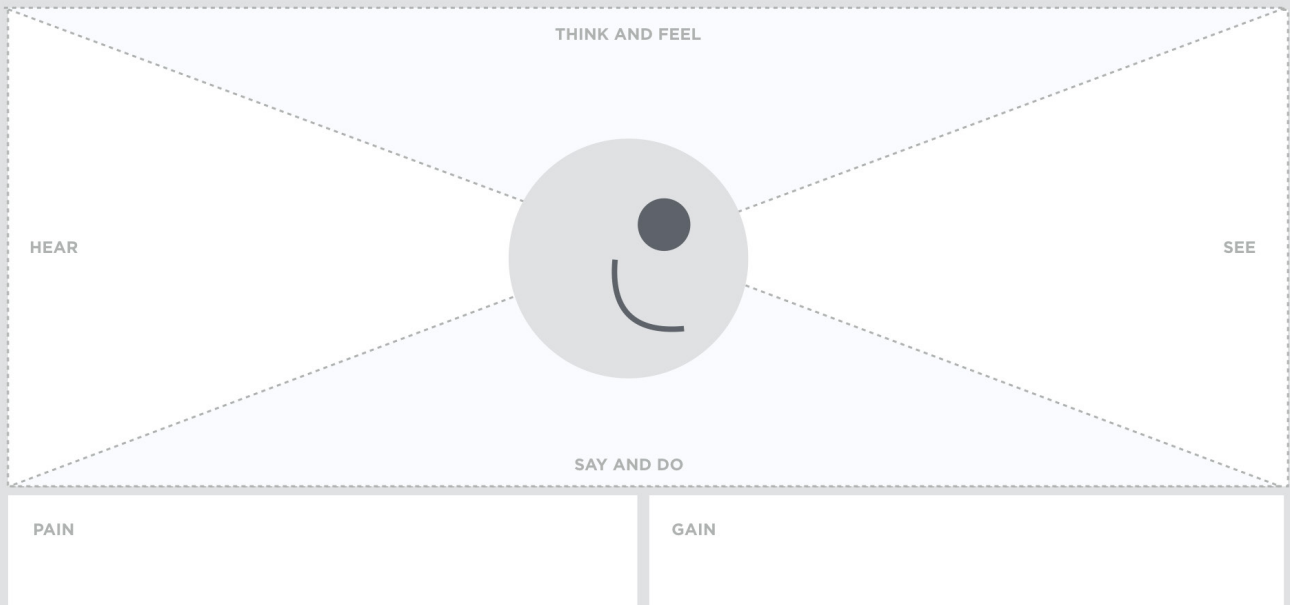 THINK AND FEEL
HEAR
SEE
SAY AND DO
PAIN
GAIN